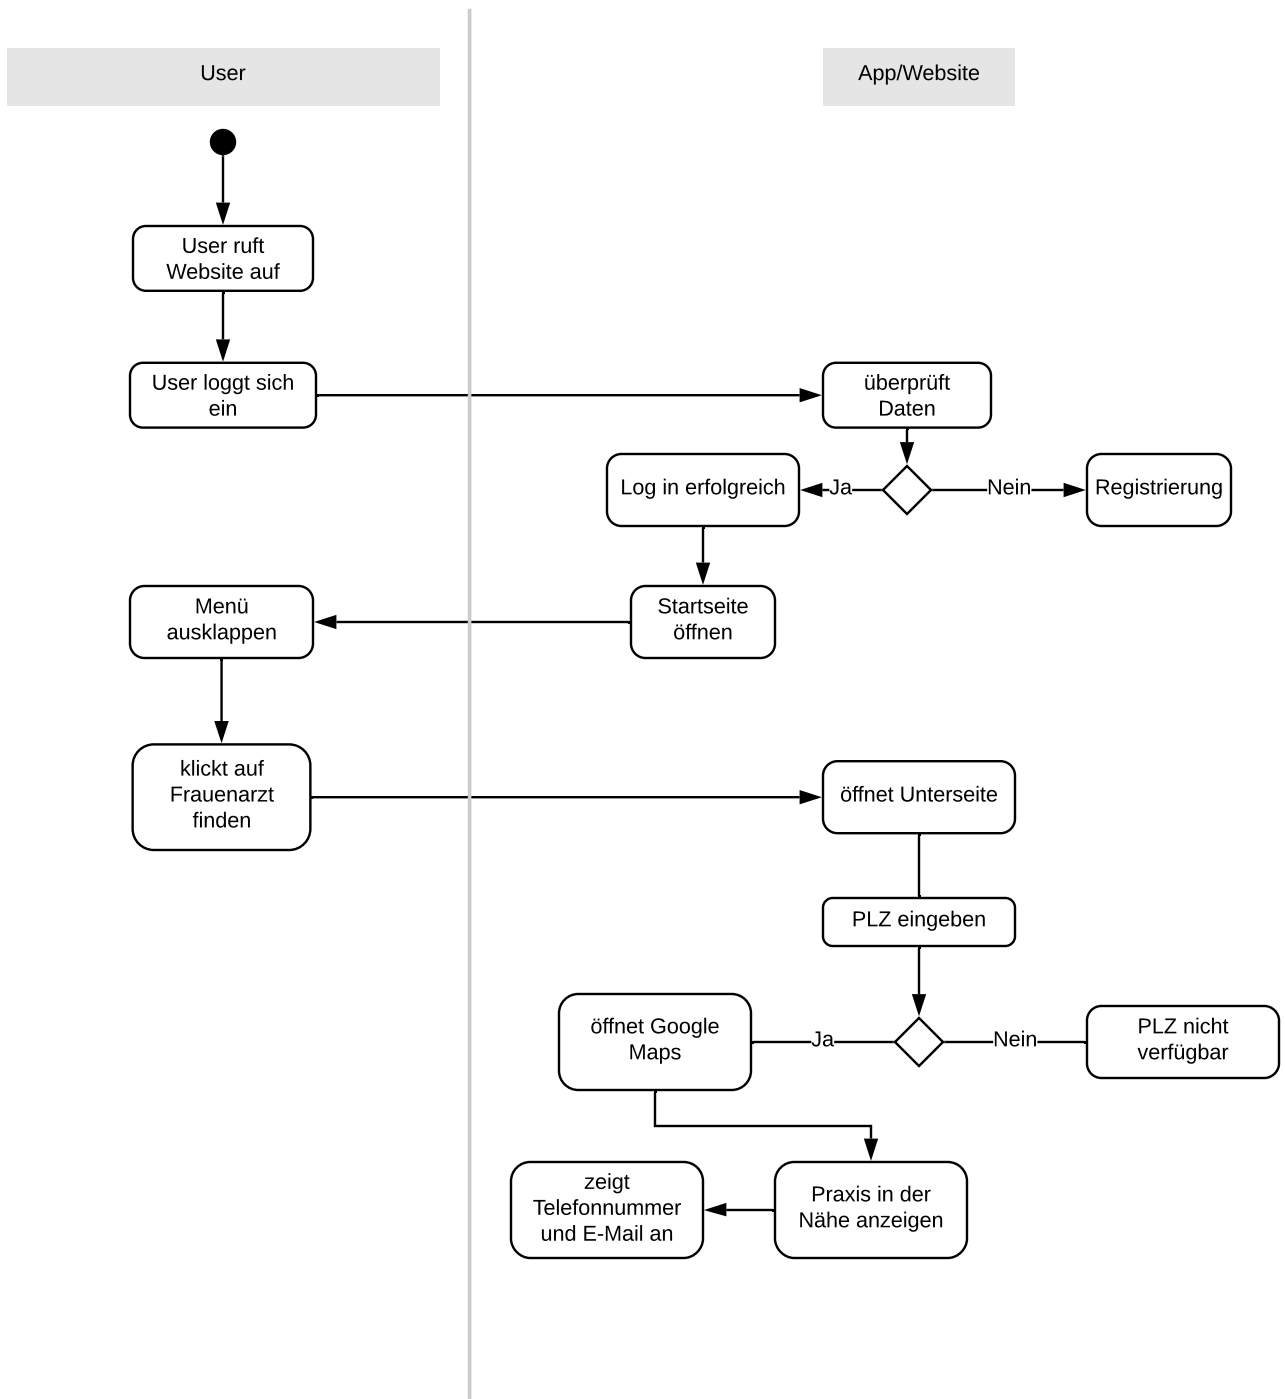 User
App/Website
User ruft
Website auf
User loggt sich
ein
überprüft
Daten
Log in erfolgreich
Ja
Nein
Registrierung
Menü
ausklappen
Startseite
öffnen
klickt auf
Frauenarzt
finden
öffnet Unterseite
PLZ eingeben
öffnet Google
Maps
Ja
Nein
PLZ nicht
verfügbar
zeigt
Telefonnummer
und E-Mail an
Praxis in der
Nähe anzeigen